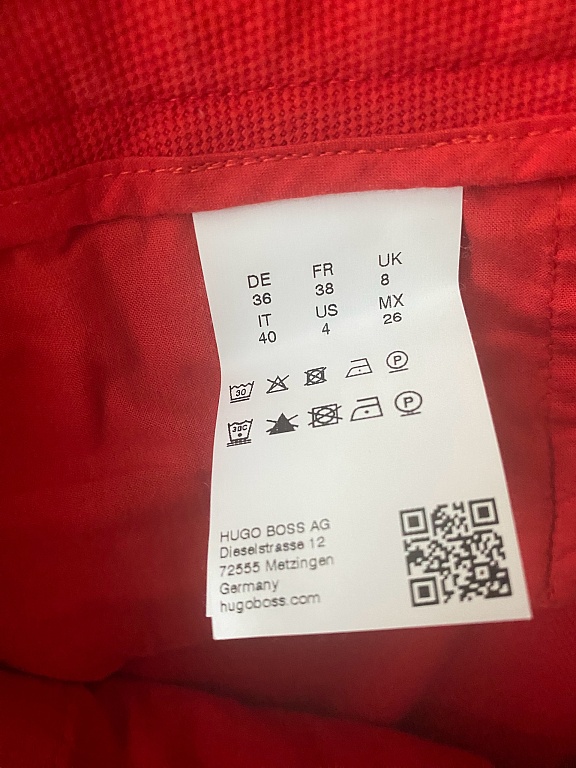 DE FR UK
36 38 8
IT US MX
40 4 26
30 P
30C P
HUGO BOSS AG
Dieselstrasse 12
72555 Metzingen
Germany
hugoboss.com